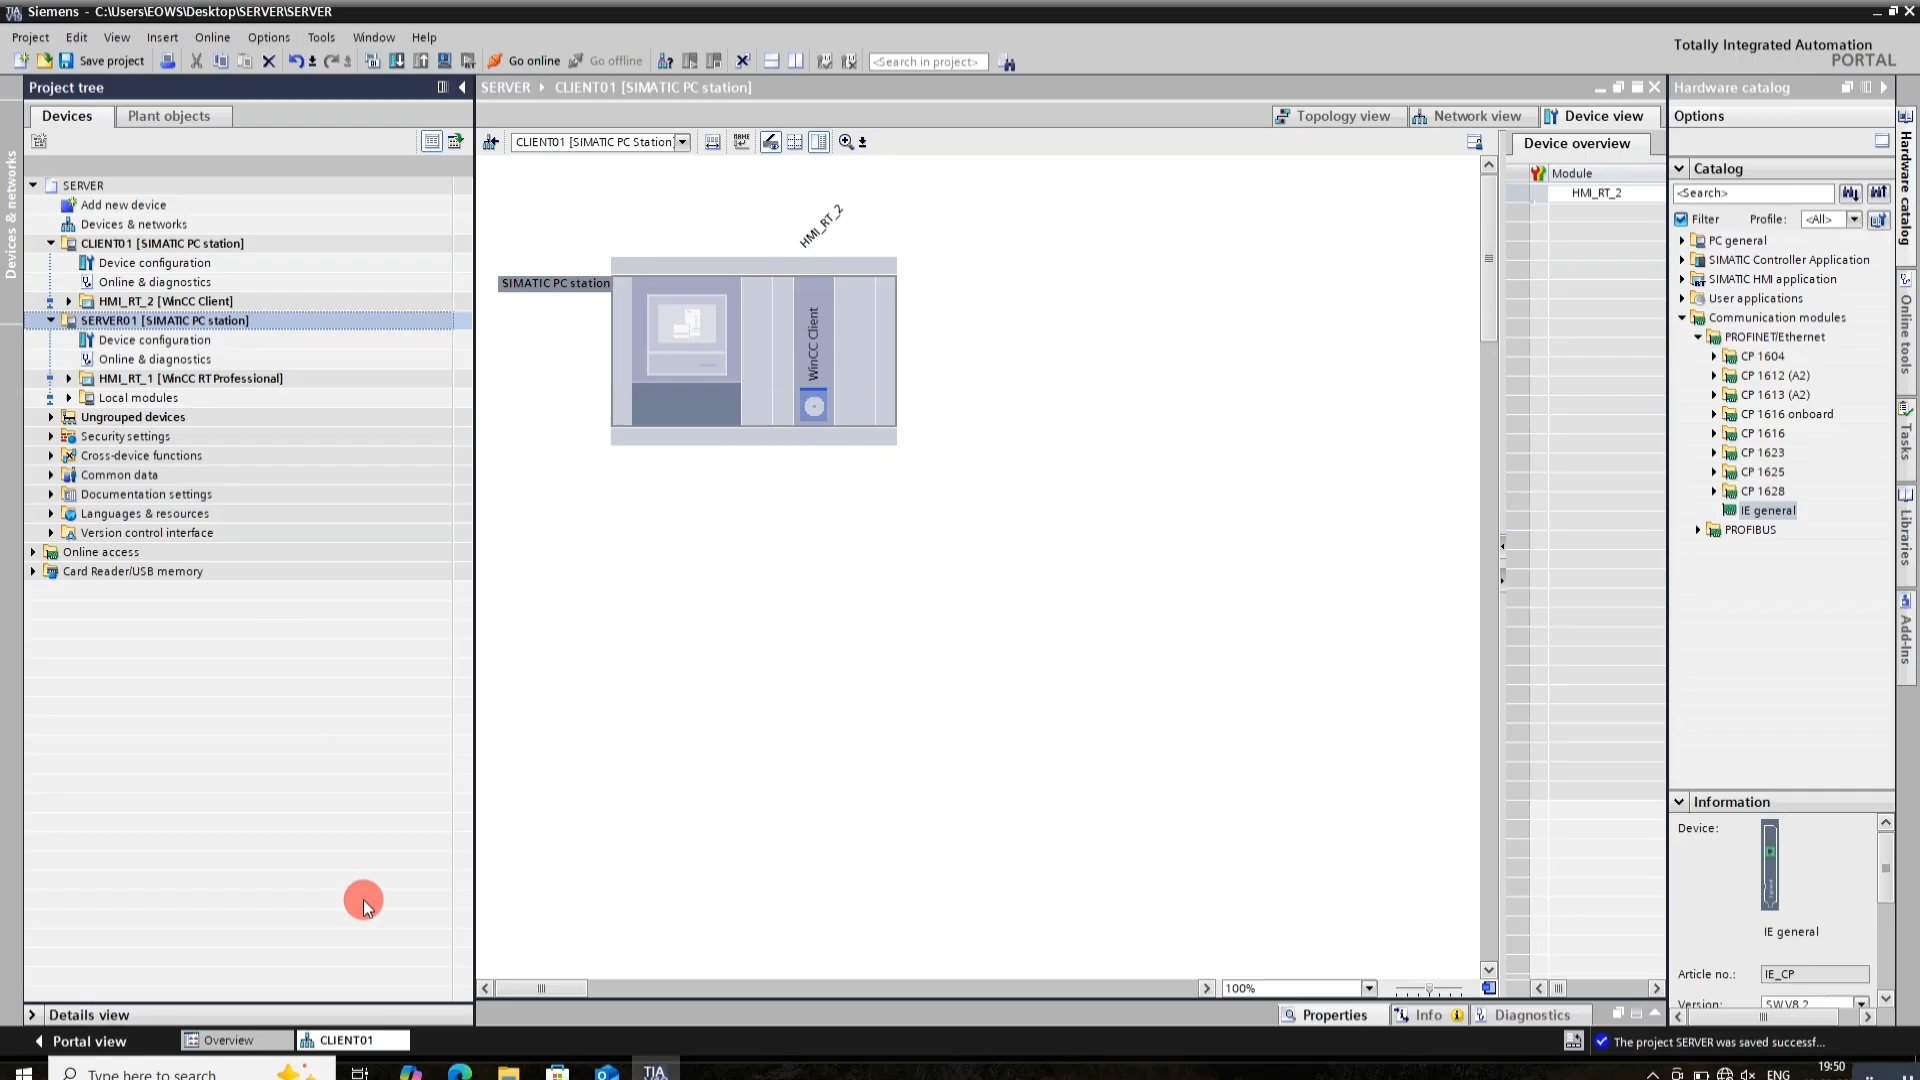 Siemens - C:\Users\EOWS\Desktop\SERVER\SERVER
Project Edit View Insert Online Options Tools Window Help
Totally Integrated Automation
PORTAL
Save project
Go online
Go offline
<Search in project>
Project tree
SERVER CLIENT01 [SIMATIC PC station]
Hardware catalog
Devices
Plant objects
Topology view
Network view
Device view
Options
CLIENT01 [SIMATIC PC Station]
Device overview
Catalog
Module
HMI_RT_2
<Search>
Filter
Profile:
<All>
SERVER
Add new device
Devices & networks
CLIENT01 [SIMATIC PC station]
Device configuration
Online & diagnostics
HMI_RT_2 [WinCC Client]
SERVER01 [SIMATIC PC station]
Device configuration
Online & diagnostics
HMI_RT_1 [WinCC RT Professional]
Local modules
Ungrouped devices
Security settings
Cross-device functions
Common data
Documentation settings
Languages & resources
Version control interface
Online access
Card Reader/USB memory
Devices & networks
HMI_RT_2
SIMATIC PC station
WinCC Client
PC general
SIMATIC Controller Application
SIMATIC HMI application
User applications
Communication modules
PROFINET/Ethernet
CP 1604
CP 1612 (A2)
CP 1613 (A2)
CP 1616 onboard
CP 1616
CP 1623
CP 1625
CP 1628
IE general
PROFIBUS
Hardware catalog
Online tools
Tasks
Libraries
Add-Ins
Information
Device:
IE general
Article no.:
IE_CP
Version:
SW V8.2
100%
Details view
Properties
Info
Diagnostics
Portal view
Overview
CLIENT01
The project SERVER was saved successf...
Type here to search
TIA
ENG
19:50